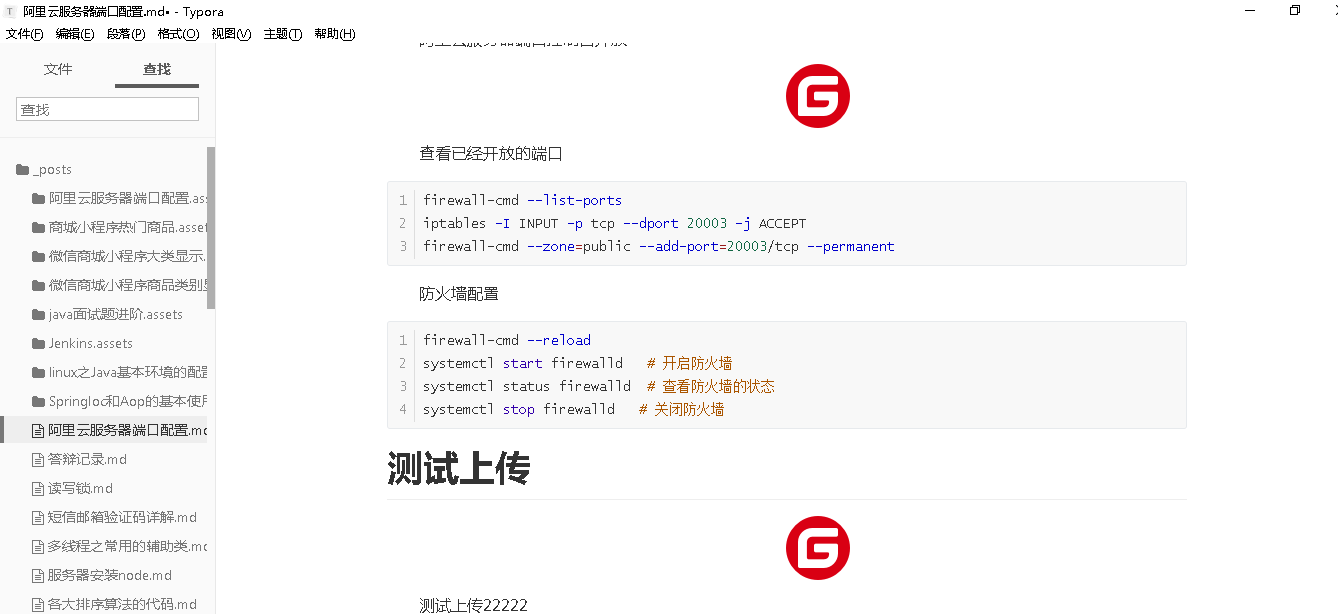 阿里云服务器端口配置.md• - Typora
文件(F) 编辑(E) 段落(P) 格式(O) 视图(V) 主题(T) 帮助(H)
文件 查找
查找
_posts
阿里云服务器端口配置.ass
商城小程序热门商品.asset
微信商城小程序大类显示.
微信商城小程序商品类别显
java面试题进阶.assets
Jenkins.assets
linux之Java基本环境的配置
SpringIoc和Aop的基本使用
阿里云服务器端口配置.md
答辩记录.md
读写锁.md
短信邮箱验证码详解.md
多线程之常用的辅助类.md
服务器安装node.md
各大排序算法的代码.md
G
查看已经开放的端口
1 firewall-cmd --list-ports
2 iptables -I INPUT -p tcp --dport 20003 -j ACCEPT
3 firewall-cmd --zone=public --add-port=20003/tcp --permanent
防火墙配置
1 firewall-cmd --reload
2 systemctl start firewalld # 开启防火墙
3 systemctl status firewalld # 查看防火墙的状态
4 systemctl stop firewalld # 关闭防火墙
测试上传
G
测试上传22222